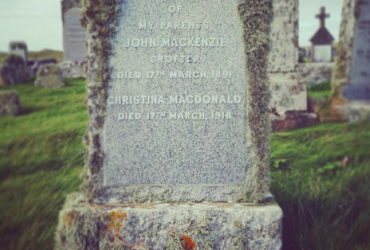 OF
MY PARENTS
JOHN MACKENZIE
CROFTER
DIED 17TH MARCH, 1891
CHRISTINA MACDONALD
DIED 17TH MARCH, 1918